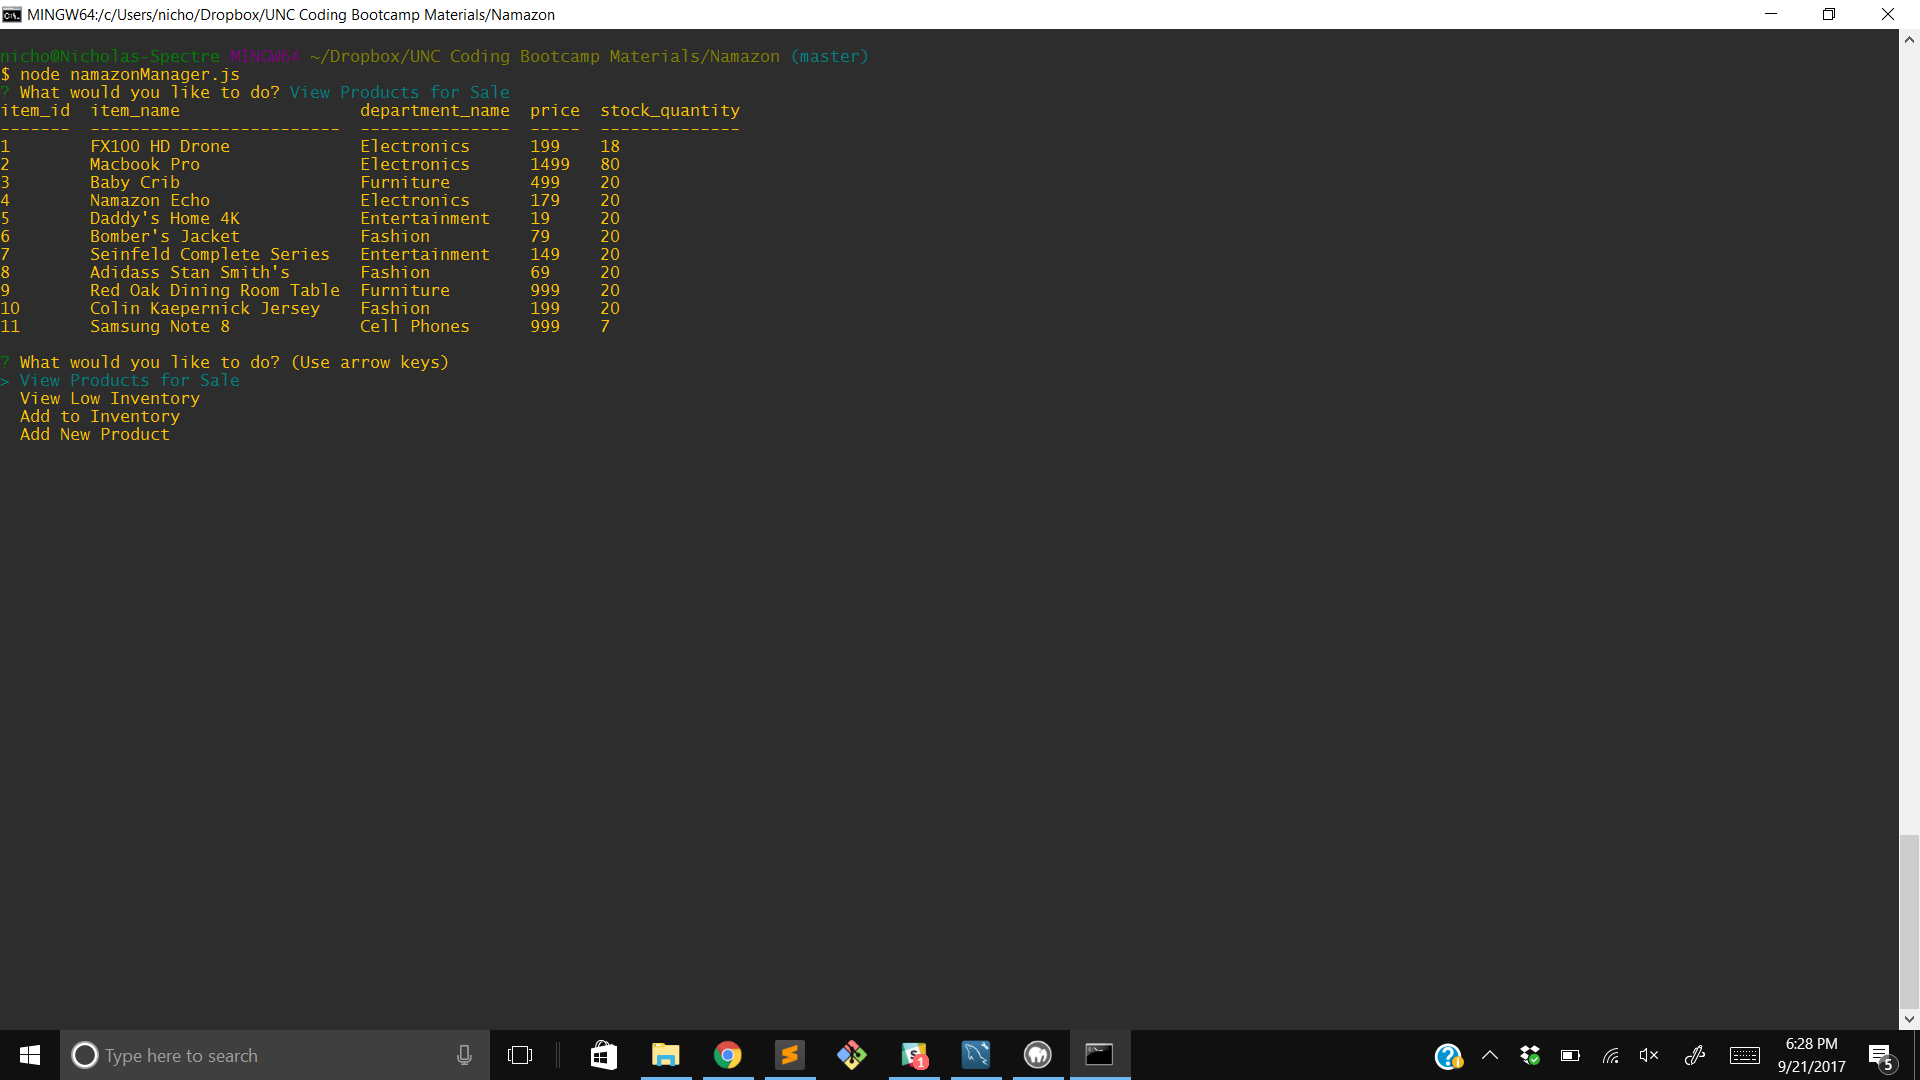 MINGW64:/c/Users/nicho/Dropbox/UNC Coding Bootcamp Materials/Namazon
nicho@Nicholas-Spectre MINGW64 ~/Dropbox/UNC Coding Bootcamp Materials/Namazon (master)
$ node namazonManager.js
? What would you like to do? View Products for Sale
item_id  item_name                  department_name  price  stock_quantity
-------  -------------------------  ---------------  -----  --------------
1        FX100 HD Drone             Electronics      199    18
2        Macbook Pro                Electronics      1499   80
3        Baby Crib                  Furniture        499    20
4        Namazon Echo               Electronics      179    20
5        Daddy's Home 4K            Entertainment    19     20
6        Bomber's Jacket            Fashion          79     20
7        Seinfeld Complete Series   Entertainment    149    20
8        Adidass Stan Smith's       Fashion          69     20
9        Red Oak Dining Room Table  Furniture        999    20
10       Colin Kaepernick Jersey    Fashion          199    20
11       Samsung Note 8             Cell Phones      999    7
? What would you like to do? (Use arrow keys)
> View Products for Sale
  View Low Inventory
  Add to Inventory
  Add New Product
Type here to search
1
6:28 PM
9/21/2017
5